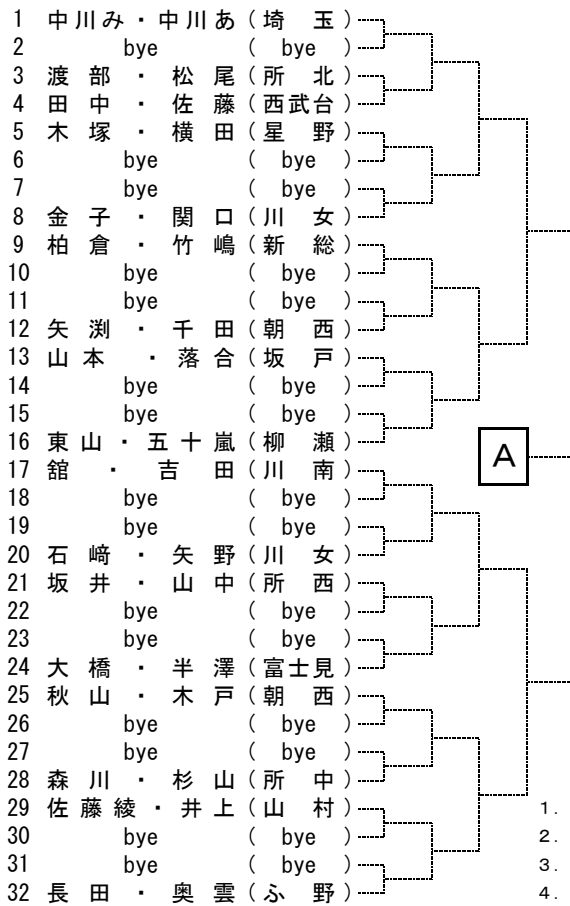 1 中川み・中川あ(埼 玉)
2 bye ( bye )
3 渡 部 ・ 松 尾(所 北)
4 田 中 ・ 佐 藤(西武台)
5 木 塚 ・ 横 田(星 野)
6 bye ( bye )
7 bye ( bye )
8 金 子 ・ 関 口(川 女)
9 柏 倉 ・ 竹 嶋(新 総)
10 bye ( bye )
11 bye ( bye )
12 矢 渕 ・ 千 田(朝 西)
13 山 本 ・ 落 合(坂 戸)
14 bye ( bye )
15 bye ( bye )
16 東 山 ・ 五 十 嵐(柳 瀬)
A
17 舘 ・ 吉 田(川 南)
18 bye ( bye )
19 bye ( bye )
20 石 﨑 ・ 矢 野(川 女)
21 坂 井 ・ 山 中(所 西)
22 bye ( bye )
23 bye ( bye )
24 大 橋 ・ 半 澤(富士見)
25 秋 山 ・ 木 戸(朝 西)
26 bye ( bye )
27 bye ( bye )
28 森 川 ・ 杉 山(所 中)
29 佐 藤 綾 ・ 井 上(山 村) 1.
30 bye ( bye ) 2.
31 bye ( bye ) 3.
32 長 田 ・ 奥 雲(ふ 野) 4.